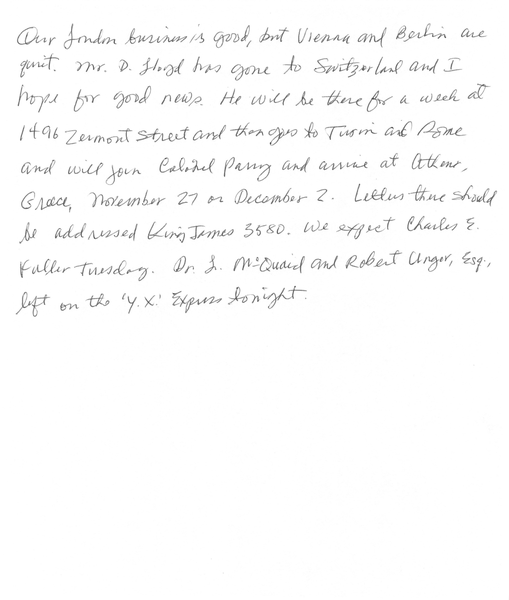 Our London business is good, but Vienna and Berlin are
quiet. Mr. D. Lloyd has gone to Switzerland and I
hope for good news. He will be there for a week at
1496 Zermont Street and then goes to Turin and Rome
and will join Colonel Parry and arrive at Athens,
Greece, November 27 or December 2. Letters there should
be addressed King James 3580. We expect Charles E.
Fuller Tuesday. Dr. L. McQuaid and Robert Unger, Esq.,
left on the 'Y.X.' Express tonight.